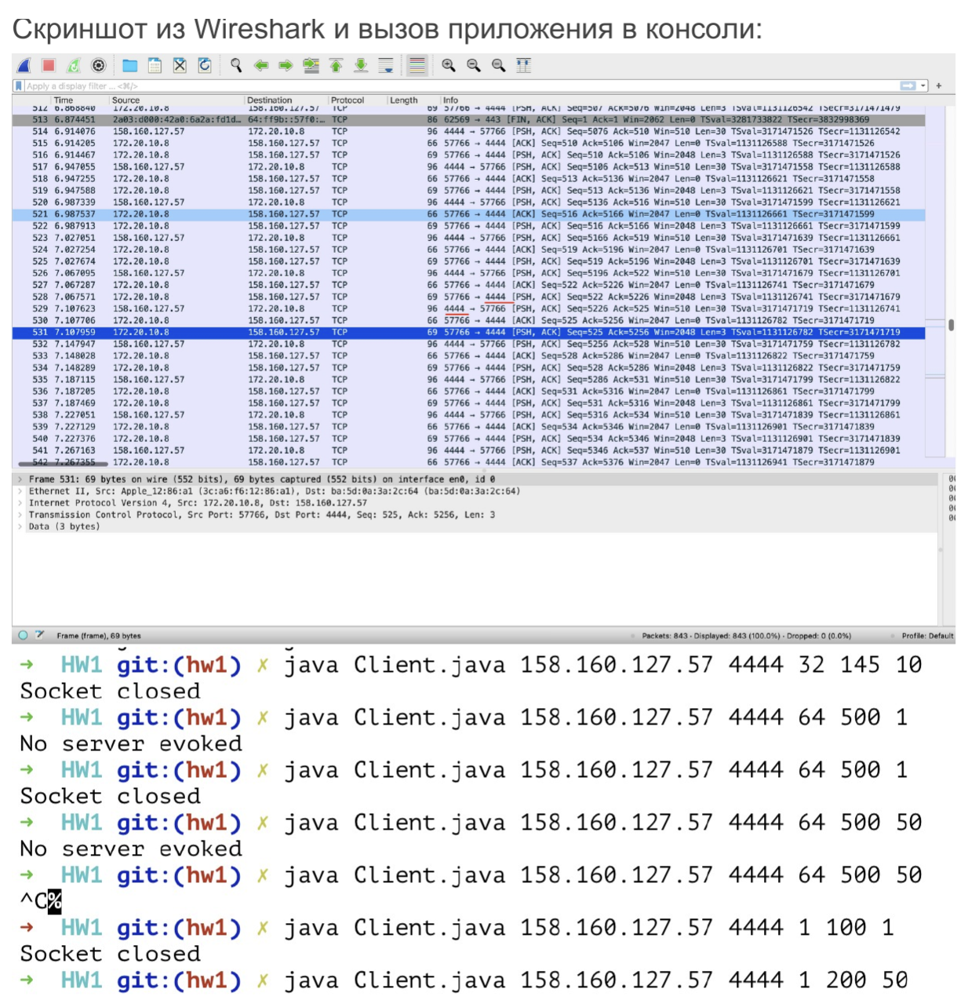 Скриншот из Wireshark и вызов приложения в консоли:
Apply a display filter ... <⌘/>
Time Source Destination Protocol Length Info
512 6.868840 172.20.10.8 158.160.127.57 TCP 69 57766 → 4444 [PSH, ACK] Seq=507 Ack=5076 Win=2048 Len=3 TSval=1131126542 TSecr=3171471479
513 6.874451 2a03:d000:42a0:6a2a:fd1d… 64:ff9b::57f0:… TCP 86 62569 → 443 [FIN, ACK] Seq=1 Ack=1 Win=2062 Len=0 TSval=3281733822 TSecr=3832998369
514 6.914076 158.160.127.57 172.20.10.8 TCP 96 4444 → 57766 [PSH, ACK] Seq=5076 Ack=510 Win=510 Len=30 TSval=3171471526 TSecr=1131126542
515 6.914205 172.20.10.8 158.160.127.57 TCP 66 57766 → 4444 [ACK] Seq=510 Ack=5106 Win=2047 Len=0 TSval=1131126588 TSecr=3171471526
516 6.914467 172.20.10.8 158.160.127.57 TCP 69 57766 → 4444 [PSH, ACK] Seq=510 Ack=5106 Win=2048 Len=3 TSval=1131126588 TSecr=3171471526
517 6.947055 158.160.127.57 172.20.10.8 TCP 96 4444 → 57766 [PSH, ACK] Seq=5106 Ack=513 Win=510 Len=30 TSval=3171471558 TSecr=1131126588
518 6.947255 172.20.10.8 158.160.127.57 TCP 66 57766 → 4444 [ACK] Seq=513 Ack=5136 Win=2047 Len=0 TSval=1131126621 TSecr=3171471558
519 6.947588 172.20.10.8 158.160.127.57 TCP 69 57766 → 4444 [PSH, ACK] Seq=513 Ack=5136 Win=2048 Len=3 TSval=1131126621 TSecr=3171471558
520 6.987339 158.160.127.57 172.20.10.8 TCP 96 4444 → 57766 [PSH, ACK] Seq=5136 Ack=516 Win=510 Len=30 TSval=3171471599 TSecr=1131126621
521 6.987537 172.20.10.8 158.160.127.57 TCP 66 57766 → 4444 [ACK] Seq=516 Ack=5166 Win=2047 Len=0 TSval=1131126661 TSecr=3171471599
522 6.987913 172.20.10.8 158.160.127.57 TCP 69 57766 → 4444 [PSH, ACK] Seq=516 Ack=5166 Win=2048 Len=3 TSval=1131126661 TSecr=3171471599
523 7.027051 158.160.127.57 172.20.10.8 TCP 96 4444 → 57766 [PSH, ACK] Seq=5166 Ack=519 Win=510 Len=30 TSval=3171471639 TSecr=1131126661
524 7.027254 172.20.10.8 158.160.127.57 TCP 66 57766 → 4444 [ACK] Seq=519 Ack=5196 Win=2047 Len=0 TSval=1131126701 TSecr=3171471639
525 7.027674 172.20.10.8 158.160.127.57 TCP 69 57766 → 4444 [PSH, ACK] Seq=519 Ack=5196 Win=2048 Len=3 TSval=1131126701 TSecr=3171471639
526 7.067095 158.160.127.57 172.20.10.8 TCP 96 4444 → 57766 [PSH, ACK] Seq=5196 Ack=522 Win=510 Len=30 TSval=3171471679 TSecr=1131126701
527 7.067287 172.20.10.8 158.160.127.57 TCP 66 57766 → 4444 [ACK] Seq=522 Ack=5226 Win=2047 Len=0 TSval=1131126741 TSecr=3171471679
528 7.067571 172.20.10.8 158.160.127.57 TCP 69 57766 → 4444 [PSH, ACK] Seq=522 Ack=5226 Win=2048 Len=3 TSval=1131126741 TSecr=3171471679
529 7.107623 158.160.127.57 172.20.10.8 TCP 96 4444 → 57766 [PSH, ACK] Seq=5226 Ack=525 Win=510 Len=30 TSval=3171471719 TSecr=1131126741
530 7.107706 172.20.10.8 158.160.127.57 TCP 66 57766 → 4444 [ACK] Seq=525 Ack=5256 Win=2047 Len=0 TSval=1131126782 TSecr=3171471719
531 7.107959 172.20.10.8 158.160.127.57 TCP 69 57766 → 4444 [PSH, ACK] Seq=525 Ack=5256 Win=2048 Len=3 TSval=1131126782 TSecr=3171471719
532 7.147947 158.160.127.57 172.20.10.8 TCP 96 4444 → 57766 [PSH, ACK] Seq=5256 Ack=528 Win=510 Len=30 TSval=3171471759 TSecr=1131126782
533 7.148028 172.20.10.8 158.160.127.57 TCP 66 57766 → 4444 [ACK] Seq=528 Ack=5286 Win=2047 Len=0 TSval=1131126822 TSecr=3171471759
534 7.148289 172.20.10.8 158.160.127.57 TCP 69 57766 → 4444 [PSH, ACK] Seq=528 Ack=5286 Win=2048 Len=3 TSval=1131126822 TSecr=3171471759
535 7.187115 158.160.127.57 172.20.10.8 TCP 96 4444 → 57766 [PSH, ACK] Seq=5286 Ack=531 Win=510 Len=30 TSval=3171471799 TSecr=1131126822
536 7.187205 172.20.10.8 158.160.127.57 TCP 66 57766 → 4444 [ACK] Seq=531 Ack=5316 Win=2047 Len=0 TSval=1131126861 TSecr=3171471799
537 7.187469 172.20.10.8 158.160.127.57 TCP 69 57766 → 4444 [PSH, ACK] Seq=531 Ack=5316 Win=2048 Len=3 TSval=1131126861 TSecr=3171471799
538 7.227051 158.160.127.57 172.20.10.8 TCP 96 4444 → 57766 [PSH, ACK] Seq=5316 Ack=534 Win=510 Len=30 TSval=3171471839 TSecr=1131126861
539 7.227129 172.20.10.8 158.160.127.57 TCP 66 57766 → 4444 [ACK] Seq=534 Ack=5346 Win=2047 Len=0 TSval=1131126901 TSecr=3171471839
540 7.227376 172.20.10.8 158.160.127.57 TCP 69 57766 → 4444 [PSH, ACK] Seq=534 Ack=5346 Win=2048 Len=3 TSval=1131126901 TSecr=3171471839
541 7.267163 158.160.127.57 172.20.10.8 TCP 96 4444 → 57766 [PSH, ACK] Seq=5346 Ack=537 Win=510 Len=30 TSval=3171471879 TSecr=1131126901
542 7.267355 172.20.10.8 158.160.127.57 TCP 66 57766 → 4444 [ACK] Seq=537 Ack=5376 Win=2047 Len=0 TSval=1131126941 TSecr=3171471879
Frame 531: 69 bytes on wire (552 bits), 69 bytes captured (552 bits) on interface en0, id 0
Ethernet II, Src: Apple_12:86:a1 (3c:a6:f6:12:86:a1), Dst: ba:5d:0a:3a:2c:64 (ba:5d:0a:3a:2c:64)
Internet Protocol Version 4, Src: 172.20.10.8, Dst: 158.160.127.57
Transmission Control Protocol, Src Port: 57766, Dst Port: 4444, Seq: 525, Ack: 5256, Len: 3
Data (3 bytes)
Frame (frame), 69 bytes Packets: 843 · Displayed: 843 (100.0%) · Dropped: 0 (0.0%) Profile: Default
→ HW1 git:(hw1) ✗ java Client.java 158.160.127.57 4444 32 145 10
Socket closed
→ HW1 git:(hw1) ✗ java Client.java 158.160.127.57 4444 64 500 1
No server evoked
→ HW1 git:(hw1) ✗ java Client.java 158.160.127.57 4444 64 500 1
Socket closed
→ HW1 git:(hw1) ✗ java Client.java 158.160.127.57 4444 64 500 50
No server evoked
→ HW1 git:(hw1) ✗ java Client.java 158.160.127.57 4444 64 500 50
^C%
→ HW1 git:(hw1) ✗ java Client.java 158.160.127.57 4444 1 100 1
Socket closed
→ HW1 git:(hw1) ✗ java Client.java 158.160.127.57 4444 1 200 50